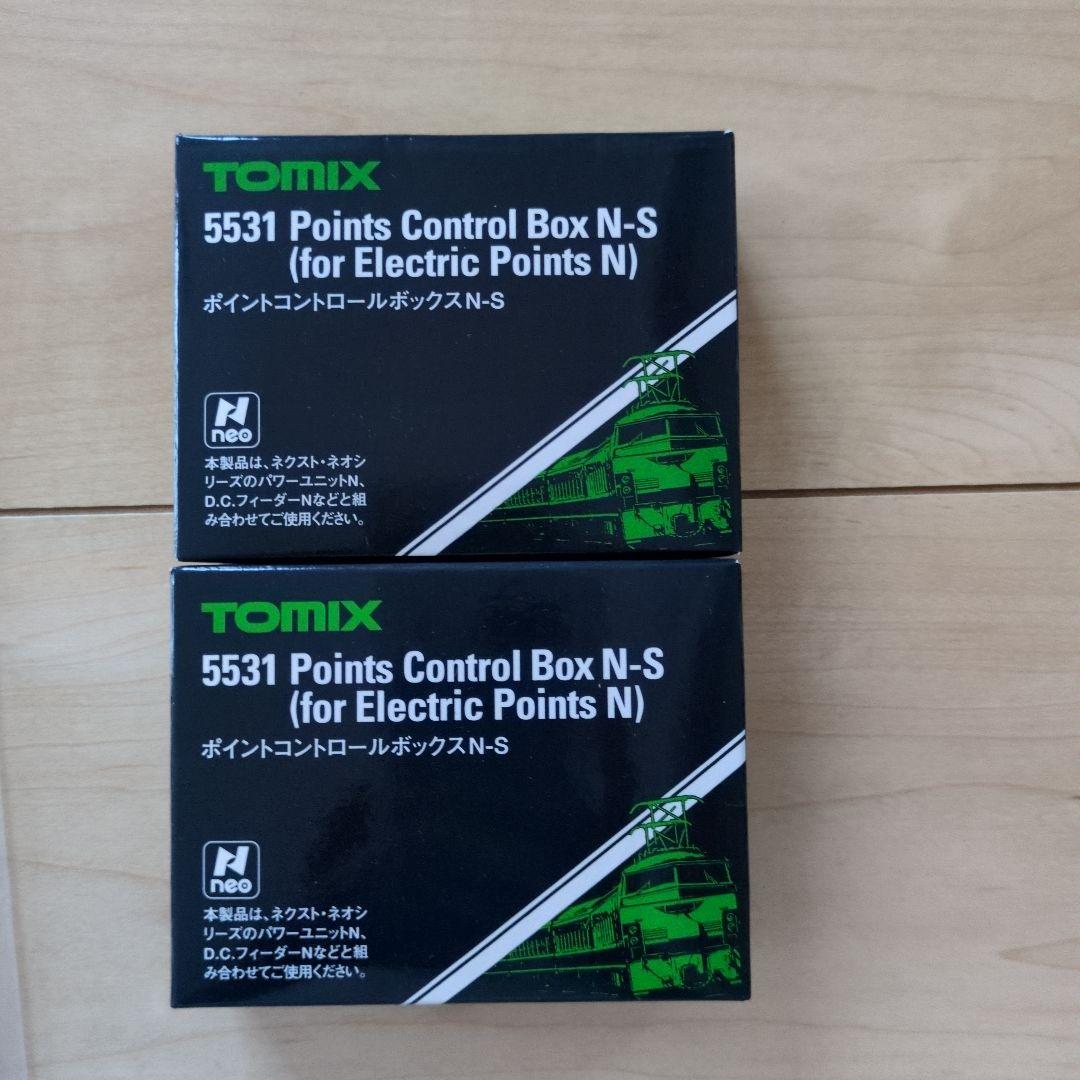 TOMIX
5531 Points Control Box N-S
(for Electric Points N)
ポイントコントロールボックスN-S
N
neo
本製品は、ネクスト・ネオシ
リーズのパワーユニットN、
D.C.フィーダーNなどと組
み合わせてご使用ください。
TOMIX
5531 Points Control Box N-S
(for Electric Points N)
ポイントコントロールボックスN-S
N
neo
本製品は、ネクスト・ネオシ
リーズのパワーユニットN、
D.C.フィーダーNなどと組
み合わせてご使用ください。